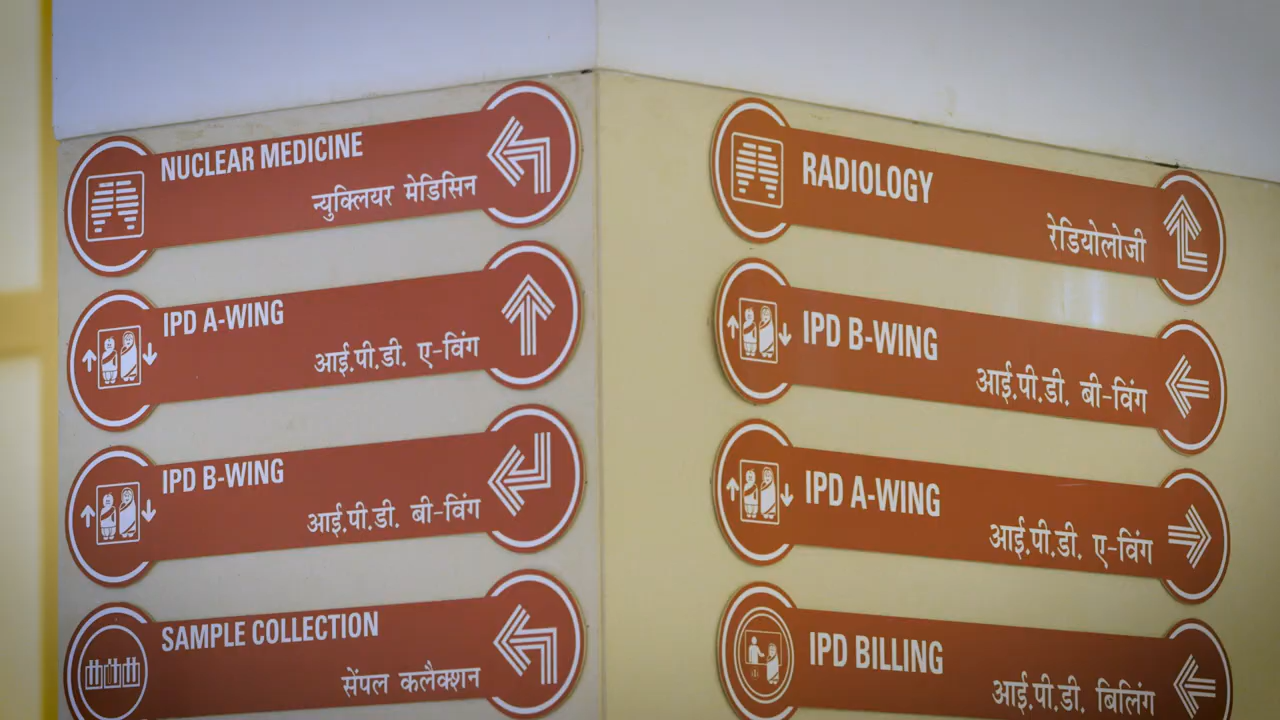 NUCLEAR MEDICINE
न्युक्लियर मेडिसिन
IPD A-WING
आई.पी.डी. ए-विंग
IPD B-WING
आई.पी.डी. बी-विंग
SAMPLE COLLECTION
सेंपल कलैक्शन
RADIOLOGY
रेडियोलोजी
IPD B-WING
आई.पी.डी. बी-विंग
IPD A-WING
आई.पी.डी. ए-विंग
IPD BILLING
आई.पी.डी. बिलिंग